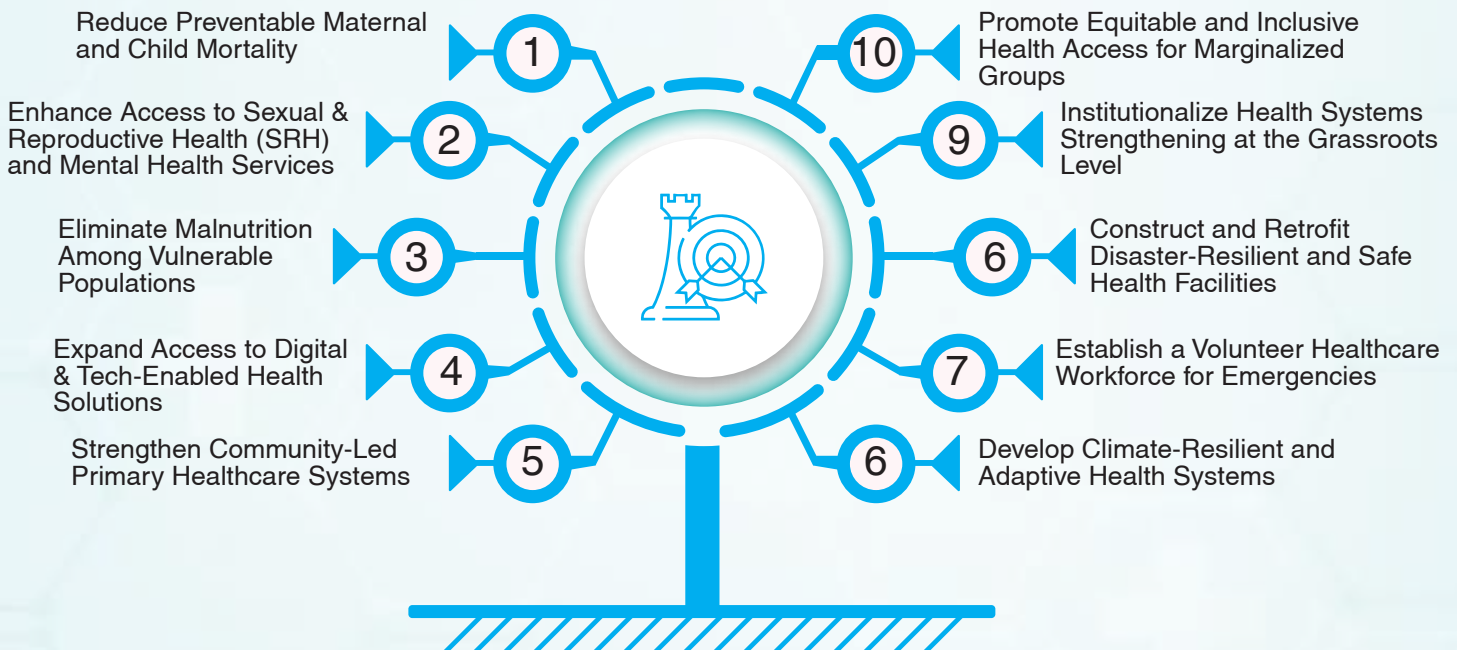 1
Reduce Preventable Maternal
and Child Mortality
2
Enhance Access to Sexual &
Reproductive Health (SRH)
and Mental Health Services
3
Eliminate Malnutrition
Among Vulnerable
Populations
4
Expand Access to Digital
& Tech-Enabled Health
Solutions
5
Strengthen Community-Led
Primary Healthcare Systems
10
Promote Equitable and Inclusive
Health Access for Marginalized
Groups
9
Institutionalize Health Systems
Strengthening at the Grassroots
Level
6
Construct and Retrofit
Disaster-Resilient and Safe
Health Facilities
7
Establish a Volunteer Healthcare
Workforce for Emergencies
6
Develop Climate-Resilient and
Adaptive Health Systems